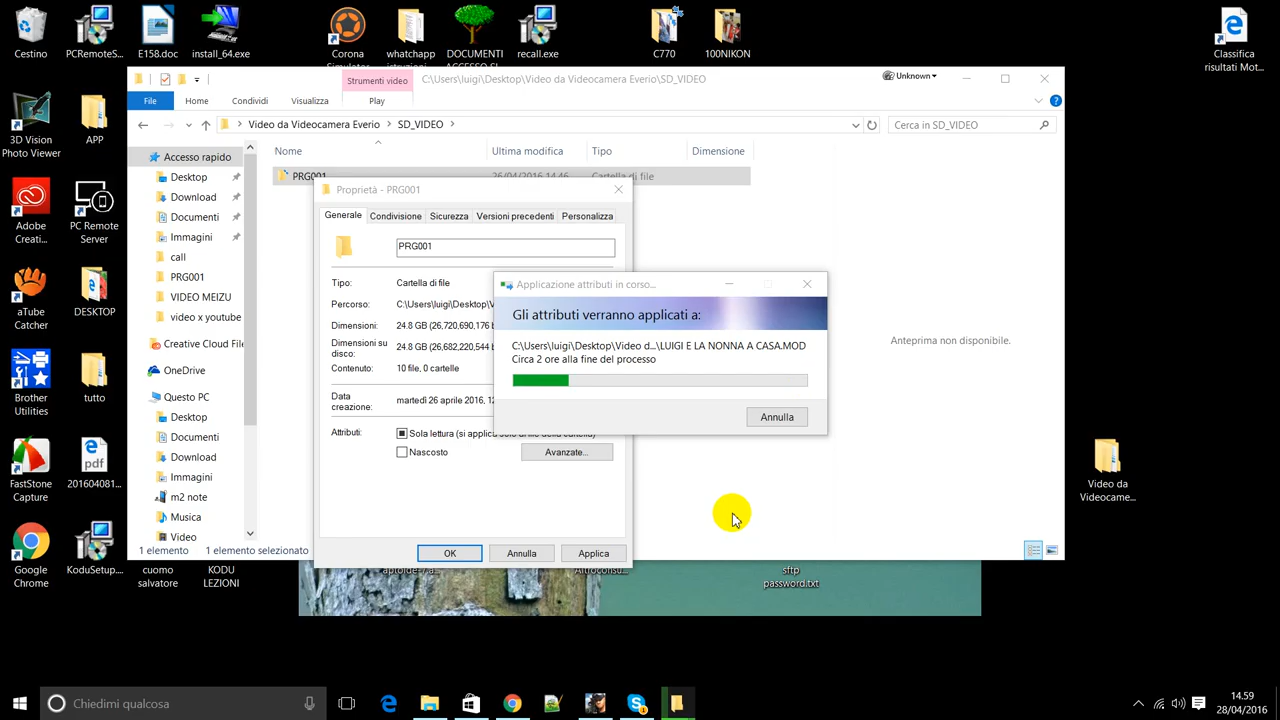 Cestino
PCRemoteS...
E158.doc
install_64.exe
Corona
Simulator
whatchapp
istruzioni
DOCUMENTI
recall.exe
C770
100NIKON
Classifica
risultati Mot...
Strumenti video
C:\Users\luigi\Desktop\Video da Videocamera Everio\SD_VIDEO
Unknown
File
Home
Condividi
Visualizza
Play
Video da Videocamera Everio
SD_VIDEO
Cerca in SD_VIDEO
3D Vision
Photo Viewer
APP
Nome
Ultima modifica
Tipo
Dimensione
Accesso rapido
PRG001
26/04/2016 14.46
Cartella di file
Desktop
Download
Documenti
Immagini
call
PRG001
VIDEO MEIZU
video x youtube
Creative Cloud File
OneDrive
Questo PC
Desktop
Documenti
Download
Immagini
m2 note
Musica
Video
Adobe
Creati...
PC Remote
Server
aTube
Catcher
DESKTOP
Brother
Utilities
tutto
FastStone
Capture
pdf
201604081...
Google
Chrome
KoduSetup...
Proprietà - PRG001
Generale
Condivisione
Sicurezza
Versioni precedenti
Personalizza
PRG001
Tipo:
Cartella di file
Percorso:
C:\Users\luigi\Desktop\V
Dimensioni:
24.8 GB (26,720,690,176 b
Dimensioni su
disco:
24.8 GB (26,682,220,544 b
Contenuto:
10 file, 0 cartelle
Data
creazione:
martedì 26 aprile 2016, 12
Attributi:
Sola lettura (si applica solo ai file della cartella)
Nascosto
Avanzate...
OK
Annulla
Applica
Applicazione attributi in corso...
Gli attributi verranno applicati a:
C:\Users\luigi\Desktop\Video d...\LUIGI E LA NONNA A CASA.MOD
Circa 2 ore alla fine del processo
Annulla
Anteprima non disponibile.
Video da
Videocame...
1 elemento
1 elemento selezionato
cuomo
salvatore
KODU
LEZIONI
sftp
password.txt
Chiedimi qualcosa
14.59
28/04/2016